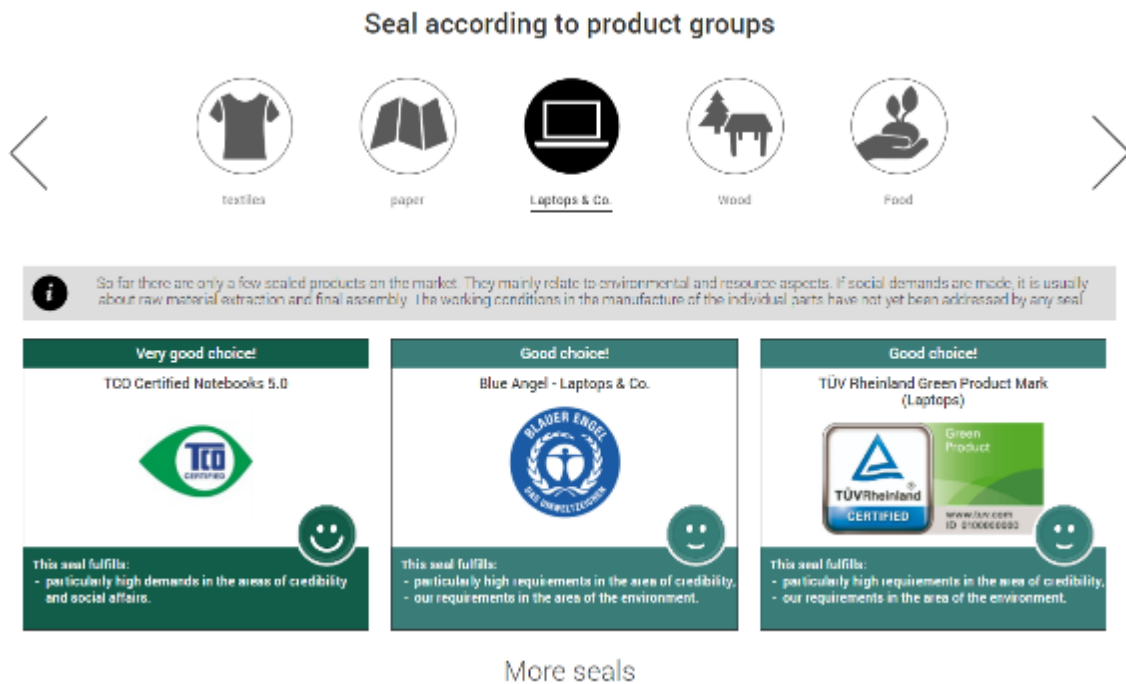 Seal according to product groups
textiles
paper
Laptops & Co.
Wood
Food
i
So far there are only a few sealed products on the market. They mainly relate to environmental and resource aspects. If social demands are made, it is usually
about raw material extraction and final assembly. The working conditions in the manufacture of the individual parts have not yet been addressed by any seal
Very good choice!
TCO Certified Notebooks 5.0
TCO
CERTIFIED
This seal fulfills:
- particularly high demands in the areas of credibility
and social affairs.
Good choice!
Blue Angel - Laptops & Co.
BLAUER ENGEL
DAS UMWELTZEICHEN
This seal fulfills:
- particularly high requirements in the area of credibility,
- our requirements in the area of the environment.
Good choice!
TÜV Rheinland Green Product Mark
(Laptops)
TÜVRheinland®
CERTIFIED
Green
Product
www.tuv.com
ID 0100000000
This seal fulfills:
- particularly high requirements in the area of credibility,
- our requirements in the area of the environment.
More seals